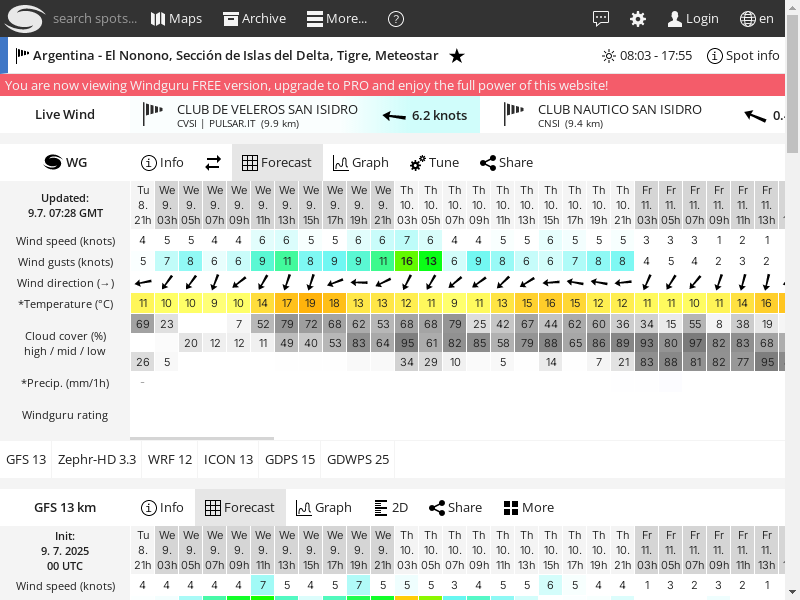 search spots... Maps Archive More... ? Login en
Argentina - El Nonono, Sección de Islas del Delta, Tigre, Meteostar ★ 08:03 - 17:55 Spot info
You are now viewing Windguru FREE version, upgrade to PRO and enjoy the full power of this website!
Live Wind
CLUB DE VELEROS SAN ISIDRO
CVSI | PULSAR.IT (9.9 km)
6.2 knots
CLUB NAUTICO SAN ISIDRO
CNSI (9.4 km)
0.
WG Info Forecast Graph Tune Share
Updated:
9.7. 07:28 GMT
Tu We We We We We We We We We We Th Th Th Th Th Th Th Th Th Th Fr Fr Fr Fr Fr Fr
8. 9. 9. 9. 9. 9. 9. 9. 9. 9. 9. 10. 10. 10. 10. 10. 10. 10. 10. 10. 10. 11. 11. 11. 11. 11. 11.
21h 03h 05h 07h 09h 11h 13h 15h 17h 19h 21h 03h 05h 07h 09h 11h 13h 15h 17h 19h 21h 03h 05h 07h 09h 11h 13h
Wind speed (knots) 4 5 5 4 4 6 6 5 5 6 6 7 6 4 4 5 5 6 5 5 5 3 3 3 1 2 1
Wind gusts (knots) 5 7 8 6 6 9 11 8 9 9 11 16 13 6 9 8 6 6 7 8 8 4 5 4 2 3 2
Wind direction (→)
*Temperature (°C) 11 10 10 9 10 14 17 19 18 13 13 12 11 9 11 13 15 16 15 12 12 11 11 10 11 14 16
Cloud cover (%)
high / mid / low
69 23 7 52 79 72 68 62 53 68 68 79 25 42 67 44 62 60 36 34 15 55 8 38 19
20 12 12 11 49 40 53 83 64 95 61 82 85 58 79 88 65 86 89 93 80 97 82 83 68
26 5 34 29 10 5 14 7 21 83 88 81 82 77 95
*Precip. (mm/1h) -
Windguru rating
GFS 13 Zephr-HD 3.3 WRF 12 ICON 13 GDPS 15 GDWPS 25
GFS 13 km Info Forecast Graph 2D Share More
Init:
9. 7. 2025
00 UTC
Tu We We We We We We We We We We Th Th Th Th Th Th Th Th Th Th Fr Fr Fr Fr Fr Fr
8. 9. 9. 9. 9. 9. 9. 9. 9. 9. 9. 10. 10. 10. 10. 10. 10. 10. 10. 10. 10. 11. 11. 11. 11. 11. 11.
21h 03h 05h 07h 09h 11h 13h 15h 17h 19h 21h 03h 05h 07h 09h 11h 13h 15h 17h 19h 21h 03h 05h 07h 09h 11h 13h
Wind speed (knots) 4 4 4 4 4 7 5 4 5 7 5 5 5 3 4 5 5 6 5 4 4 1 3 2 3 2 1